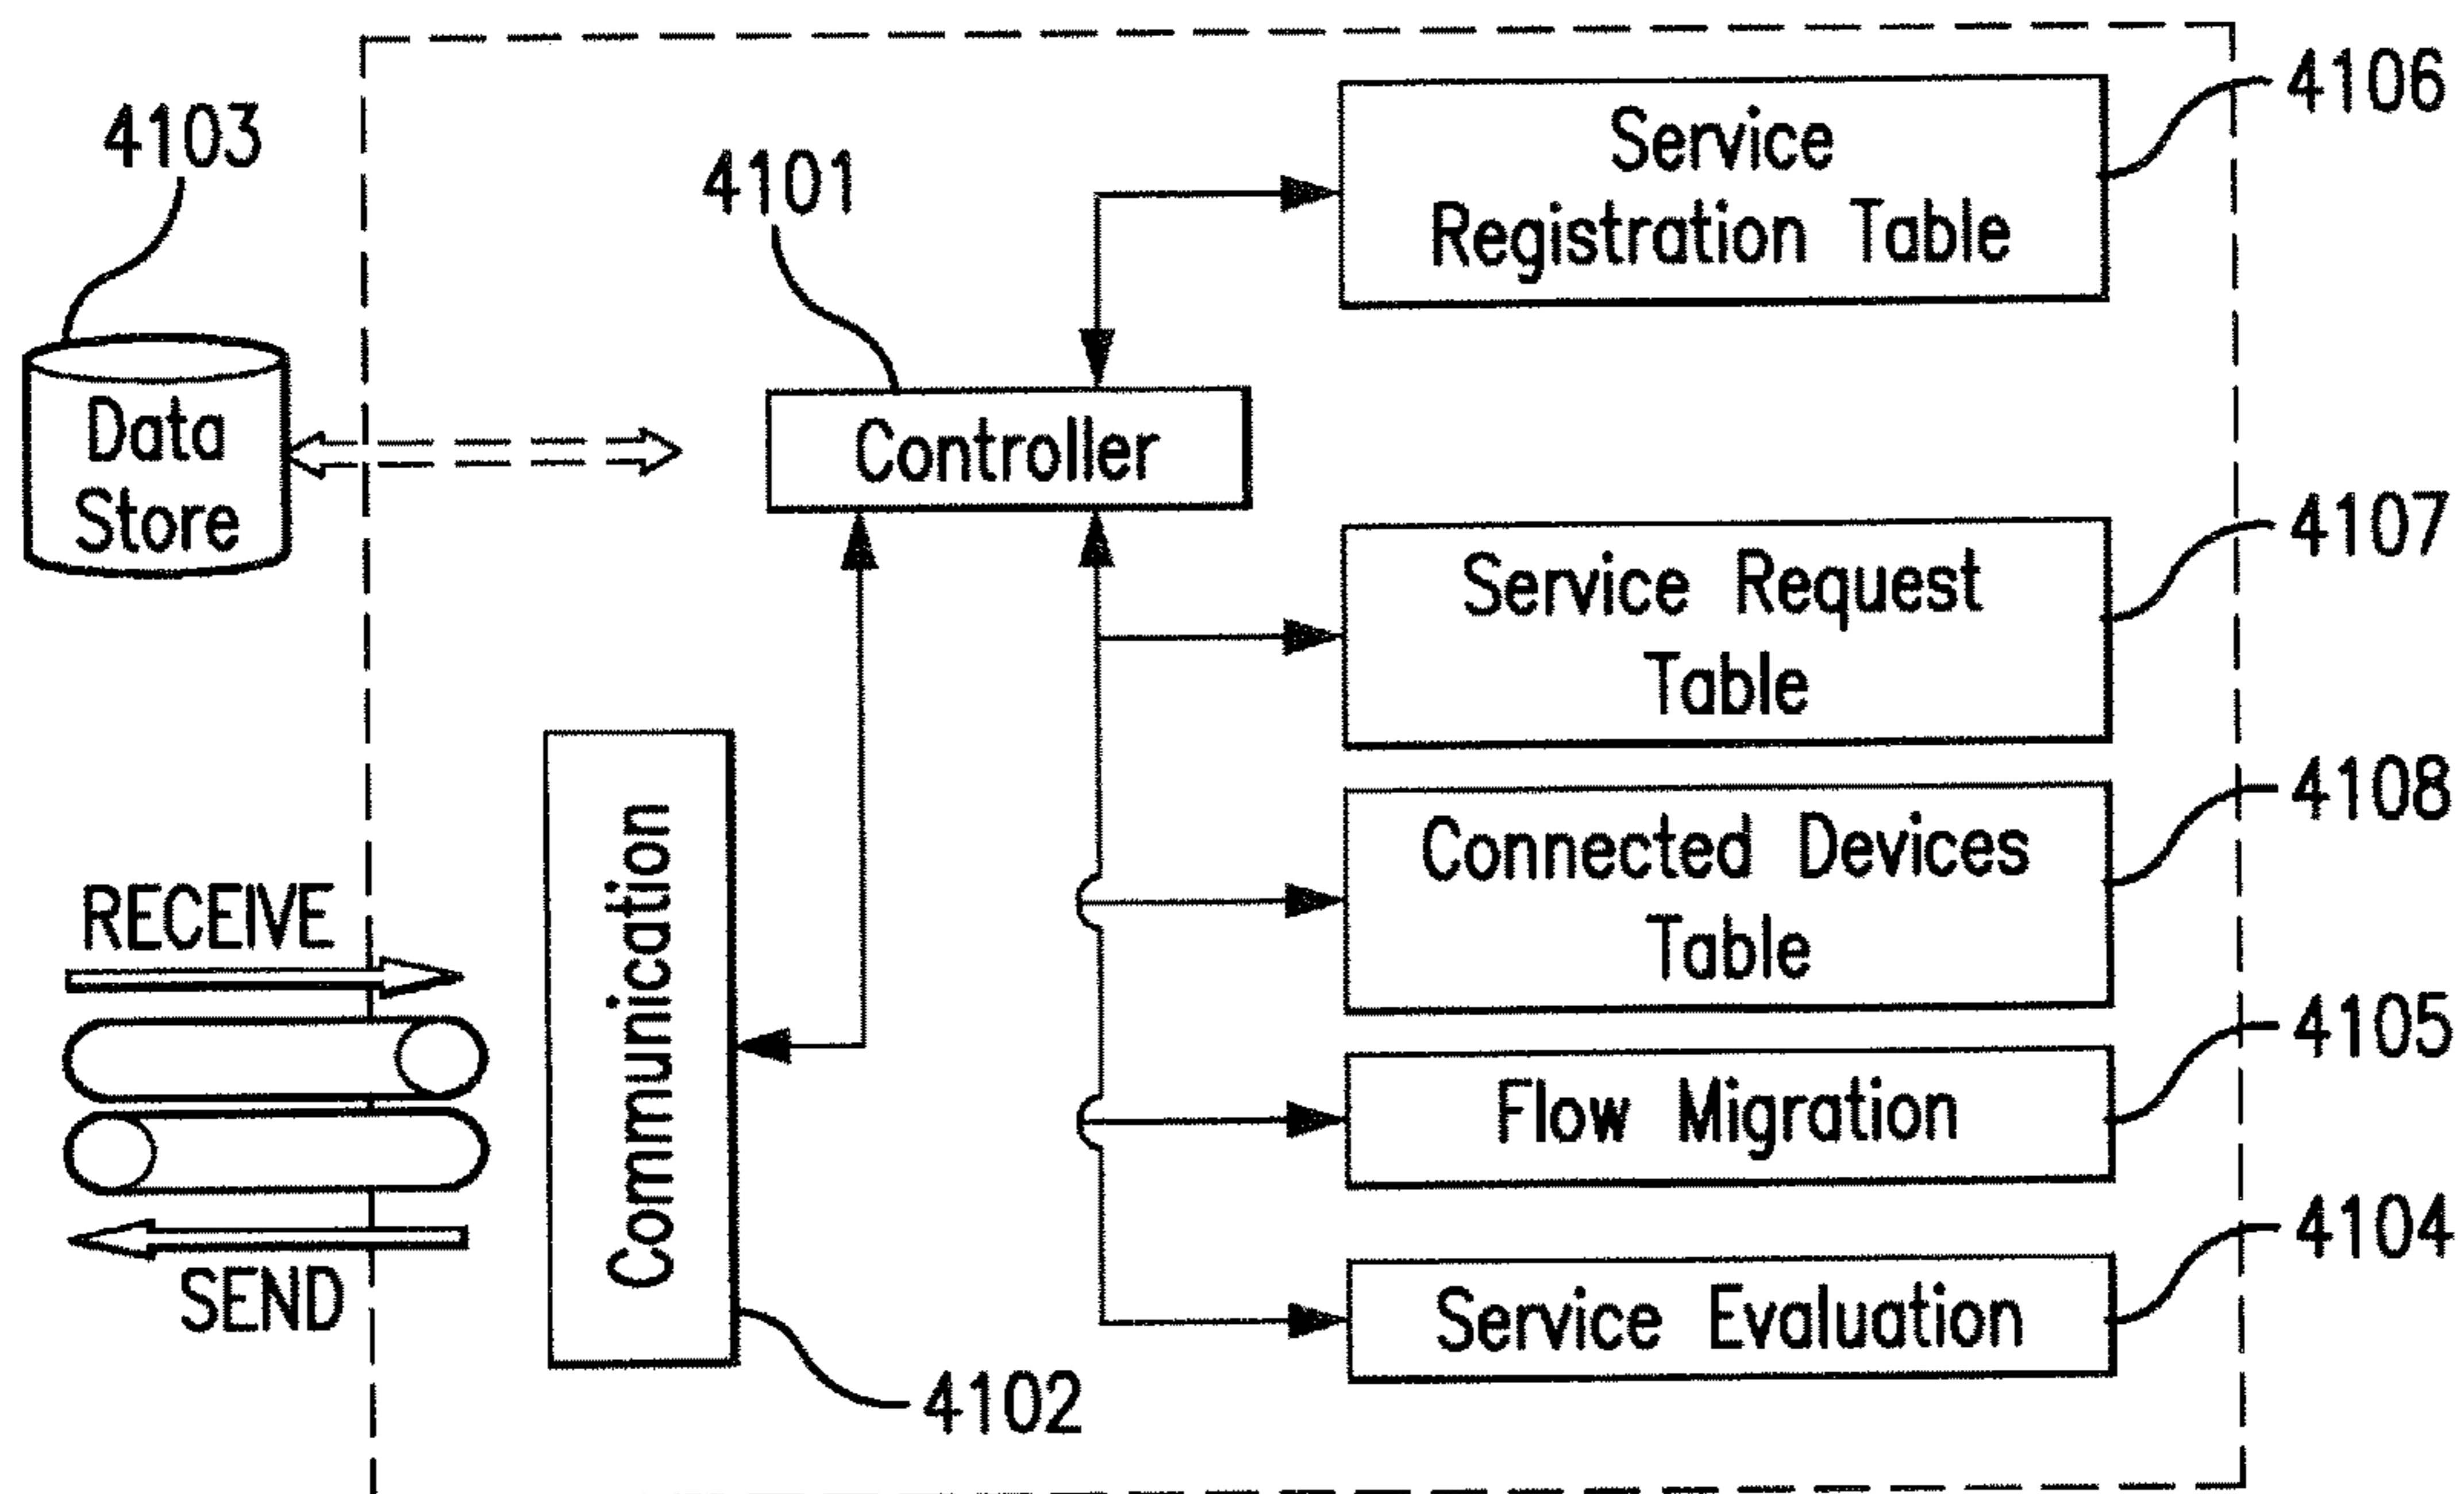 4106
4103
Service
4101
Registration Table
Data
Store
Controller
4107
Service Request
Table
4108
Connected Devices
Table
Communication
RECEIVE
4105
Flow Migration
4104
SEND
Service Evaluation
4102